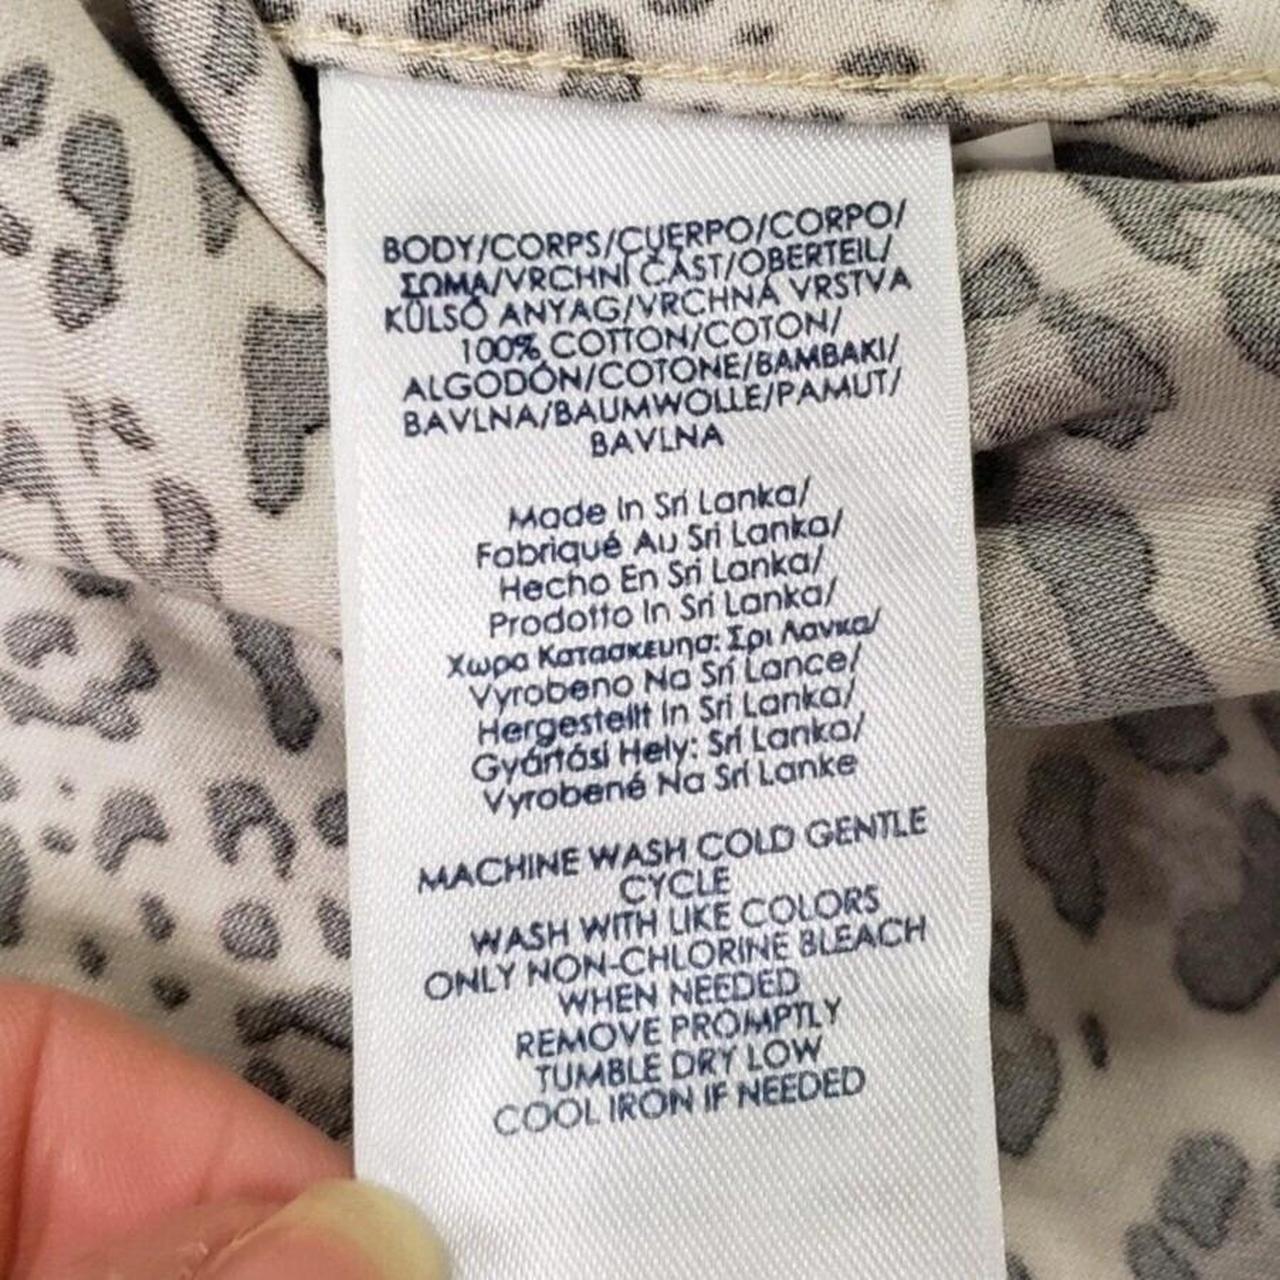 BODY/CORPS/CUERPO/CORPO/
ΣΩΜΑ/VRCHNÍ ČÁST/OBERTEIL/
KÜLSŐ ANYAG/VRCHNÁ VRSTVA
100% COTTON/COTON/
ALGODÓN/COTONE/BAMBAKI/
BAVLNA/BAUMWOLLE/PAMUT/
BAVLNA
Made In Sri Lanka/
Fabriqué Au Sri Lanka/
Hecho En Sri Lanka/
Prodotto In Sri Lanka/
Χωρα Κατασκευησ: Σρι Λανκα/
Vyrobeno Na Srí Lance/
Hergestellt In Sri Lanka/
Gyártási Hely: Srí Lanka/
Vyrobené Na Srí Lanke
MACHINE WASH COLD GENTLE
CYCLE
WASH WITH LIKE COLORS
ONLY NON-CHLORINE BLEACH
WHEN NEEDED
REMOVE PROMPTLY
TUMBLE DRY LOW
COOL IRON IF NEEDED